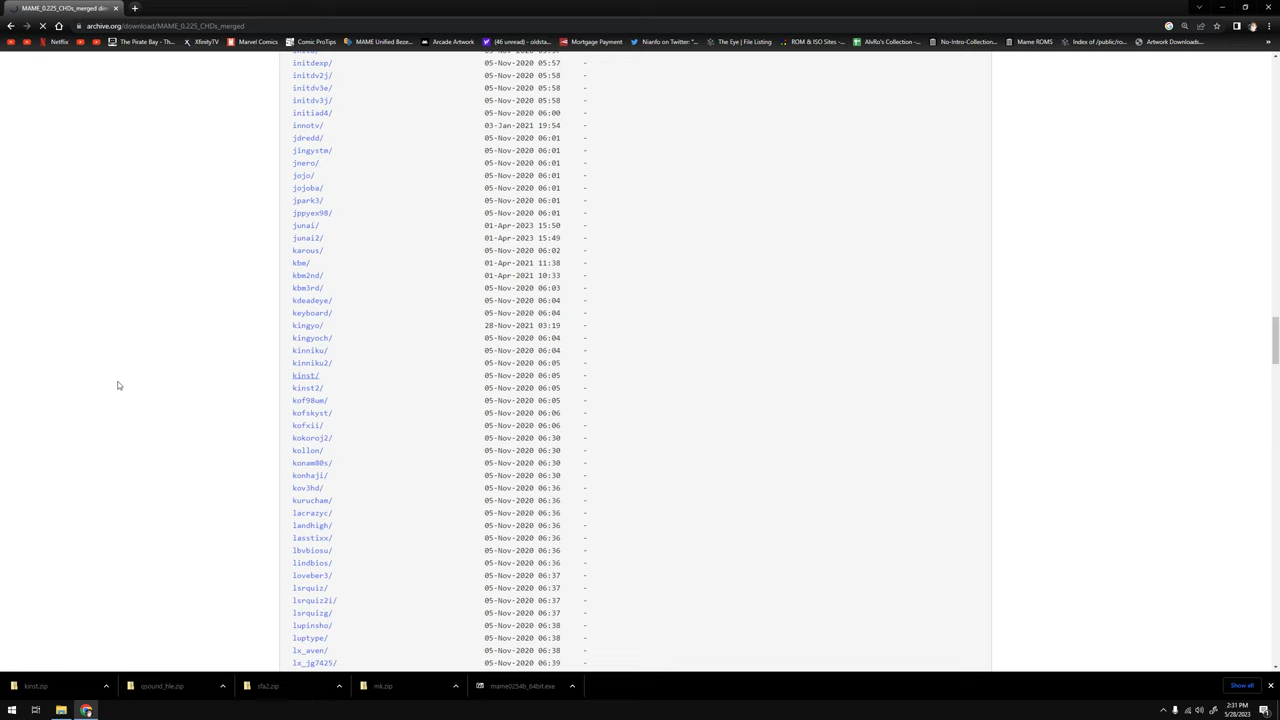 MAME_0.225_CHDs_merged dire
archive.org/download/MAME_0.225_CHDs_merged
Netflix The Pirate Bay - Th... XfinityTV Marvel Comics Comic ProTips MAME Unified Beze... Arcade Artwork (46 unread) - oldsta... Mortgage Payment Nianfo on Twitter: "... The Eye | File Listing ROM & ISO Sites -... AlvRo's Collection -... No-Intro-Collection... Mame ROMS Index of /public/ro... Artwork Downloads...
initdexp/ 05-Nov-2020 05:57 -
initdv2j/ 05-Nov-2020 05:58 -
initdv3e/ 05-Nov-2020 05:58 -
initdv3j/ 05-Nov-2020 05:58 -
initiad4/ 05-Nov-2020 06:00 -
innotv/ 03-Jan-2021 19:54 -
jdredd/ 05-Nov-2020 06:01 -
jingystm/ 05-Nov-2020 06:01 -
jnero/ 05-Nov-2020 06:01 -
jojo/ 05-Nov-2020 06:01 -
jojoba/ 05-Nov-2020 06:01 -
jpark3/ 05-Nov-2020 06:01 -
jppyex98/ 05-Nov-2020 06:01 -
junai/ 01-Apr-2023 15:50 -
junai2/ 01-Apr-2023 15:49 -
karous/ 05-Nov-2020 06:02 -
kbm/ 01-Apr-2021 11:38 -
kbm2nd/ 01-Apr-2021 10:33 -
kbm3rd/ 05-Nov-2020 06:03 -
kdeadeye/ 05-Nov-2020 06:04 -
keyboard/ 05-Nov-2020 06:04 -
kingyo/ 28-Nov-2021 03:19 -
kingyoch/ 05-Nov-2020 06:04 -
kinniku/ 05-Nov-2020 06:04 -
kinniku2/ 05-Nov-2020 06:05 -
kinst/ 05-Nov-2020 06:05 -
kinst2/ 05-Nov-2020 06:05 -
kof98um/ 05-Nov-2020 06:05 -
kofskyst/ 05-Nov-2020 06:06 -
kofxii/ 05-Nov-2020 06:06 -
kokoroj2/ 05-Nov-2020 06:30 -
kollon/ 05-Nov-2020 06:30 -
konam80s/ 05-Nov-2020 06:30 -
konhaji/ 05-Nov-2020 06:30 -
kov3hd/ 05-Nov-2020 06:36 -
kurucham/ 05-Nov-2020 06:36 -
lacrazyc/ 05-Nov-2020 06:36 -
landhigh/ 05-Nov-2020 06:36 -
lasstixx/ 05-Nov-2020 06:36 -
lbvbiosu/ 05-Nov-2020 06:36 -
lindbios/ 05-Nov-2020 06:36 -
loveber3/ 05-Nov-2020 06:37 -
lsrquiz/ 05-Nov-2020 06:37 -
lsrquiz2i/ 05-Nov-2020 06:37 -
lsrquizg/ 05-Nov-2020 06:37 -
lupinsho/ 05-Nov-2020 06:38 -
luptype/ 05-Nov-2020 06:38 -
lx_aven/ 05-Nov-2020 06:38 -
lx_jg7425/ 05-Nov-2020 06:39 -
kinst.zip qsound_hle.zip sfa2.zip mk.zip mame0254b_64bit.exe Show all
2:31 PM
5/28/2023